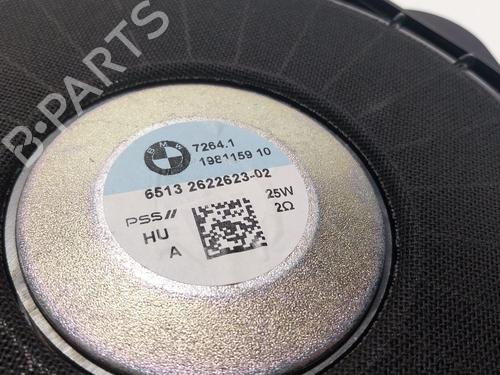 B-PARTS
BMW
7264.1
1981159 10
6513 2622623-02
PSS//
25W
2Ω
HU
A